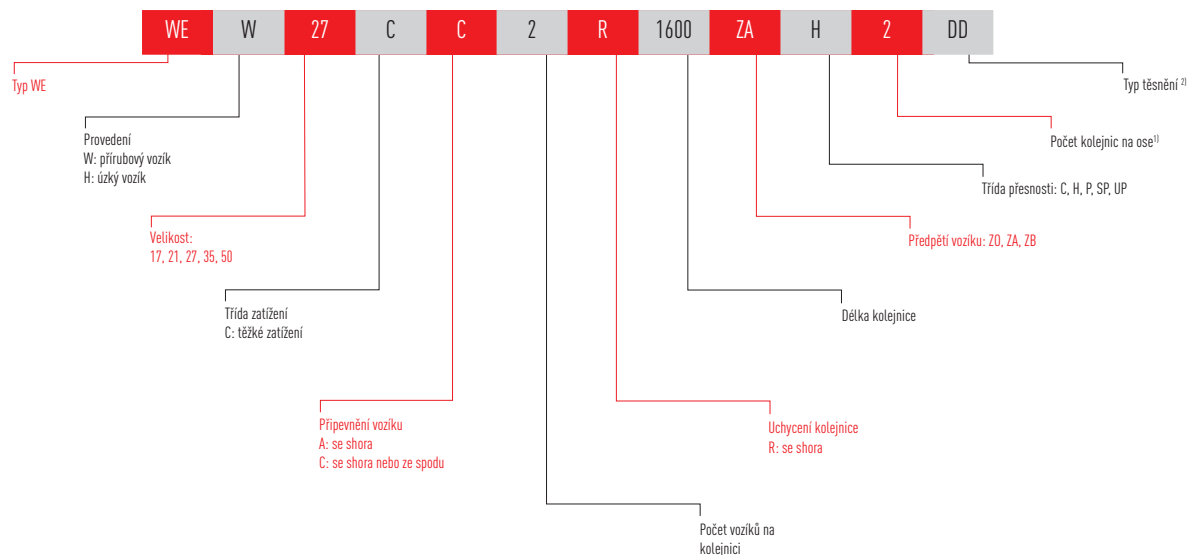 WE W 27 C C 2 R 1600 ZA H 2 DD
Typ WE
Typ těsnění ²⁾
Provedení
W: přírubový vozík
H: úzký vozík
Počet kolejnic na ose¹⁾
Třída přesnosti: C, H, P, SP, UP
Velikost:
17, 21, 27, 35, 50
Předpětí vozíku: Z0, ZA, ZB
Třída zatížení
C: těžké zatížení
Délka kolejnice
Připevnění vozíku
A: se shora
C: se shora nebo ze spodu
Uchycení kolejnice
R: se shora
Počet vozíků na
kolejnici